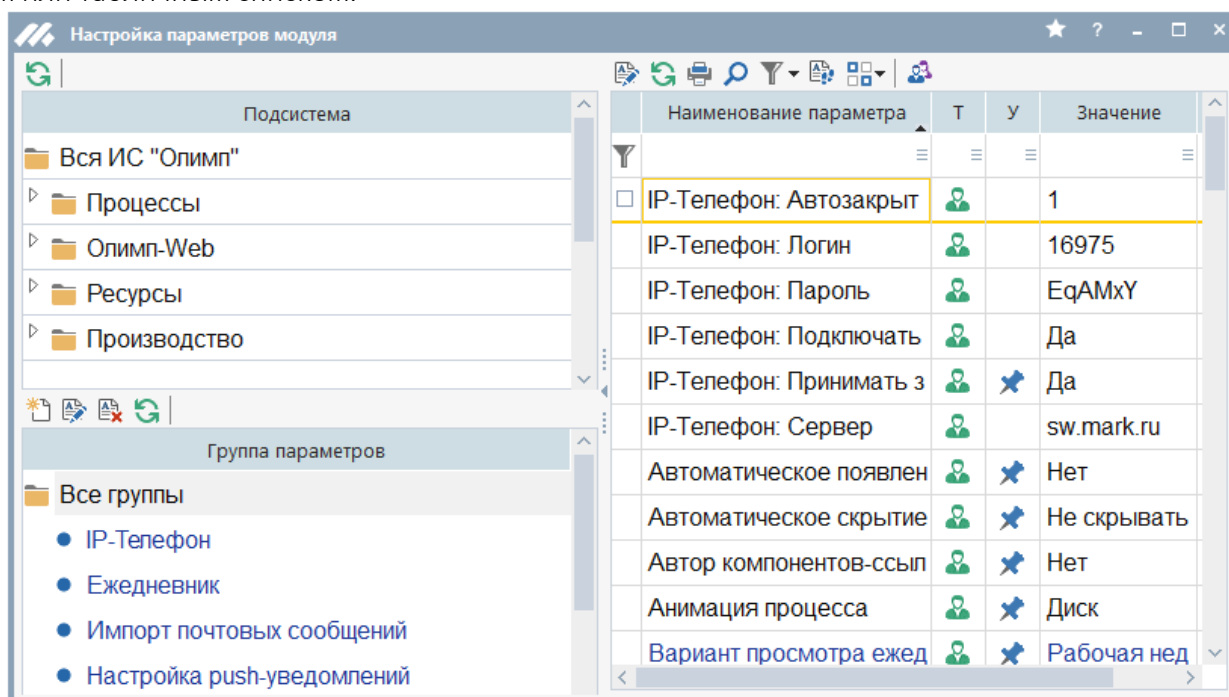 Настройка параметров модуля
Подсистема
Вся ИС "Олимп"
Процессы
Олимп-Web
Ресурсы
Производство
Группа параметров
Все группы
IP-Телефон
Ежедневник
Импорт почтовых сообщений
Настройка push-уведомлений
Наименование параметра Т У Значение
IP-Телефон: Автозакрыт 1
IP-Телефон: Логин 16975
IP-Телефон: Пароль EqAMxY
IP-Телефон: Подключать Да
IP-Телефон: Принимать з Да
IP-Телефон: Сервер sw.mark.ru
Автоматическое появлен Нет
Автоматическое скрытие Не скрывать
Автор компонентов-ссыл Нет
Анимация процесса Диск
Вариант просмотра ежед Рабочая нед